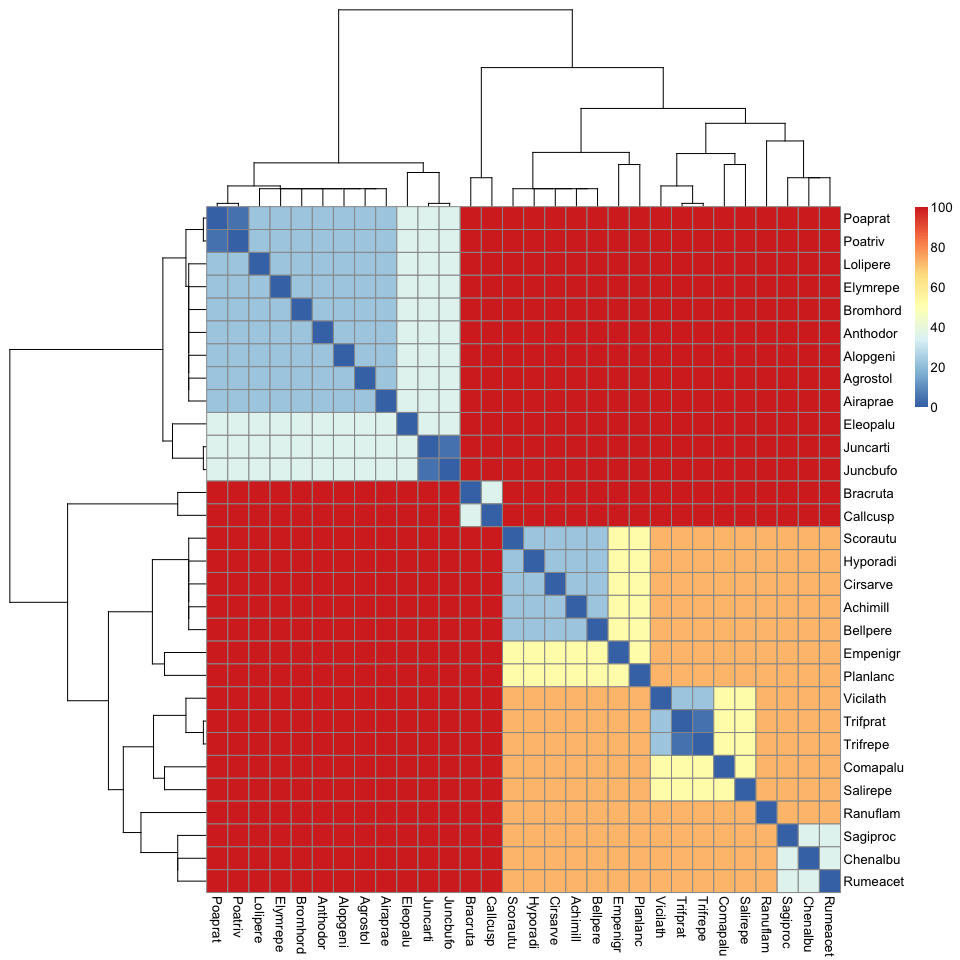 Poaprat
Poatriv
Lolipere
Elymrepe
Bromhord
Anthodor
Alopgeni
Agrostol
Airaprae
Eleopalu
Juncarti
Juncbufo
Bracruta
Callcusp
Scorautu
Hyporadi
Cirsarve
Achimill
Bellpere
Empenigr
Planlanc
Vicilath
Trifprat
Trifrepe
Comapalu
Salirepe
Ranuflam
Sagiproc
Chenalbu
Rumeacet
100
80
60
40
20
0
Poaprat
Poatriv
Lolipere
Elymrepe
Bromhord
Anthodor
Alopgeni
Agrostol
Airaprae
Eleopalu
Juncarti
Juncbufo
Bracruta
Callcusp
Scorautu
Hyporadi
Cirsarve
Achimill
Bellpere
Empenigr
Planlanc
Vicilath
Trifprat
Trifrepe
Comapalu
Salirepe
Ranuflam
Sagiproc
Chenalbu
Rumeacet